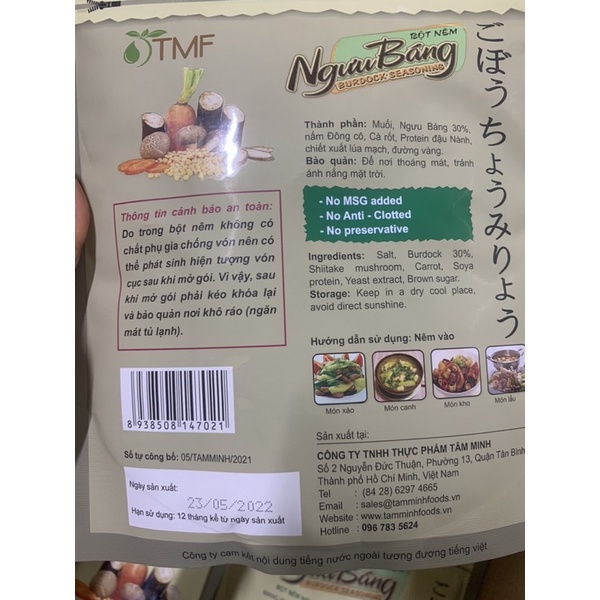 TMF
BỘT NÊM
Ngưu Báng
BURDOCK SEASONING
ごぼうちょうみりょう
Thành phần: Muối, Ngưu Báng 30%,
nấm Đông cô, Cà rốt, Protein đậu Nành,
chiết xuất lúa mạch, đường vàng.
Bảo quản: Để nơi thoáng mát, tránh
ánh nắng mặt trời.
- No MSG added
- No Anti - Clotted
- No preservative
Ingredients: Salt, Burdock 30%,
Shiitake mushroom, Carrot, Soya
protein, Yeast extract, Brown sugar.
Storage: Keep in a dry cool place,
avoid direct sunshine.
Thông tin cảnh báo an toàn:
Do trong bột nêm không có
chất phụ gia chống vón nên có
thể phát sinh hiện tượng vón
cục sau khi mở gói. Vì vậy, sau
khi mở gói phải kéo khóa lại
và bảo quản nơi khô ráo (ngăn
mát tủ lạnh).
Hướng dẫn sử dụng: Nêm vào
Món xào
Món canh
Món kho
Món lẩu
8 938508 147021
Số tự công bố: 05/TAMMINH/2021
Ngày sản xuất:
23/05/2022
Hạn sử dụng: 12 tháng kể từ ngày sản xuất
Sản xuất tại:
CÔNG TY TNHH THỰC PHẨM TÂM MINH
Số 2 Nguyễn Đức Thuận, Phường 13, Quận Tân Bình
Thành phố Hồ Chí Minh, Việt Nam
Tel : (84 28) 6297 4665
Email : sales@tamminhfoods.vn
Website : www.tamminhfoods.vn
Hotline : 096 783 5624
Công ty cam kết nội dung tiếng nước ngoài tương đương tiếng việt
BỘT NÊM
Ngưu Báng